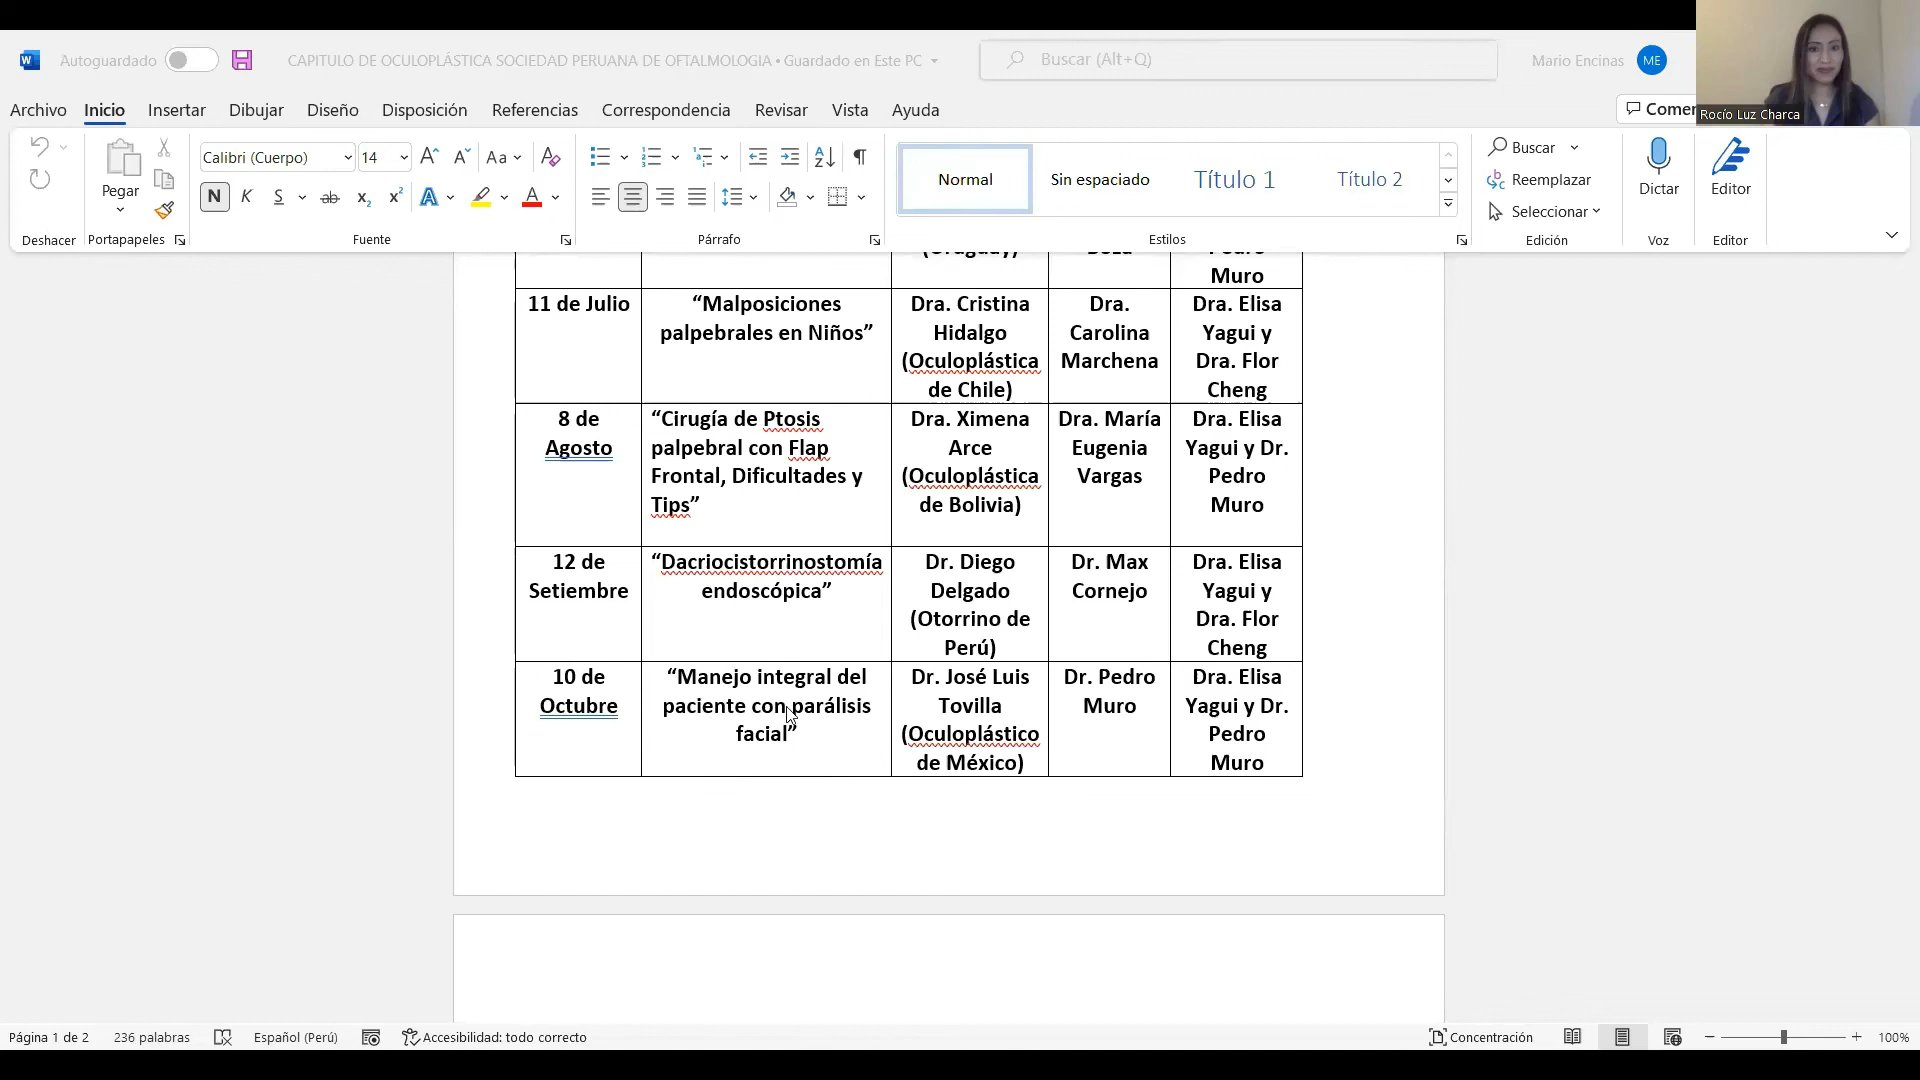 Autoguardado
CAPITULO DE OCULOPLÁSTICA SOCIEDAD PERUANA DE OFTALMOLOGIA • Guardado en Este PC
Buscar (Alt+Q)
Mario Encinas
ME
Archivo
Inicio
Insertar
Dibujar
Diseño
Disposición
Referencias
Correspondencia
Revisar
Vista
Ayuda
Rocío Luz Charca
Pegar
Calibri (Cuerpo)
14
Aa
N K S ab x₂ x² A A
Normal
Sin espaciado
Título 1
Título 2
Buscar
Reemplazar
Seleccionar
Dictar
Editor
Deshacer
Portapapeles
Fuente
Párrafo
Estilos
Edición
Voz
Editor
Muro
11 de Julio
“Malposiciones
palpebrales en Niños”
Dra. Cristina
Hidalgo
(Oculoplástica
de Chile)
Dra.
Carolina
Marchena
Dra. Elisa
Yagui y
Dra. Flor
Cheng
8 de
Agosto
“Cirugía de Ptosis
palpebral con Flap
Frontal, Dificultades y
Tips”
Dra. Ximena
Arce
(Oculoplástica
de Bolivia)
Dra. María
Eugenia
Vargas
Dra. Elisa
Yagui y Dr.
Pedro
Muro
12 de
Setiembre
“Dacriocistorrinostomía
endoscópica”
Dr. Diego
Delgado
(Otorrino de
Perú)
Dr. Max
Cornejo
Dra. Elisa
Yagui y
Dra. Flor
Cheng
10 de
Octubre
“Manejo integral del
paciente con parálisis
facial”
Dr. José Luis
Tovilla
(Oculoplástico
de México)
Dr. Pedro
Muro
Dra. Elisa
Yagui y Dr.
Pedro
Muro
Página 1 de 2
236 palabras
Español (Perú)
Accesibilidad: todo correcto
Concentración
100%